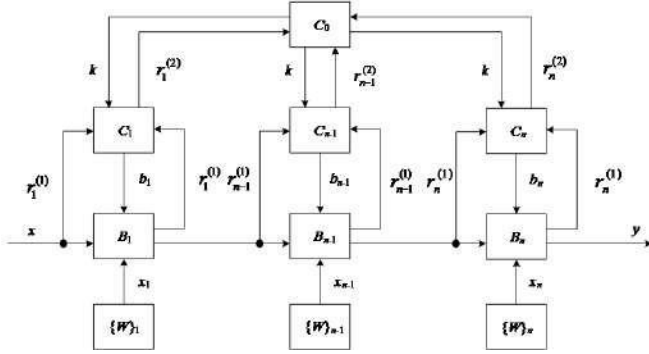 C₀
k r₁⁽²⁾ k rₙ₋₁⁽²⁾ k rₙ⁽²⁾
C₁ Cₙ₋₁ Cₙ
r₁⁽¹⁾ b₁ r₁⁽¹⁾ rₙ₋₁⁽¹⁾ bₙ₋₁ rₙ₋₁⁽¹⁾ rₙ⁽¹⁾ bₙ rₙ⁽¹⁾
x B₁ Bₙ₋₁ Bₙ y
x₁ xₙ₋₁ xₙ
{W}₁ {W}ₙ₋₁ {W}ₙ